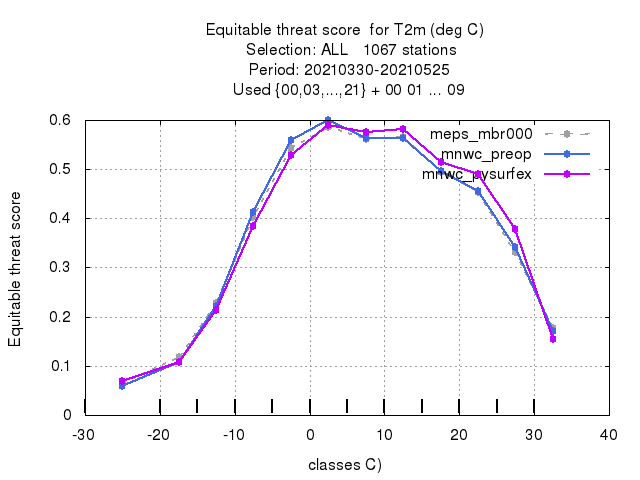 Equitable threat score  for T2m (deg C)
Selection: ALL   1067 stations
Period: 20210330-20210525
Used {00,03,...,21} + 00 01 ... 09
Equitable threat score
0.6
0.5
0.4
0.3
0.2
0.1
0
meps_mbr000
mnwc_preop
mnwc_pysurfex
-30 -20 -10 0 10 20 30 40
classes C)